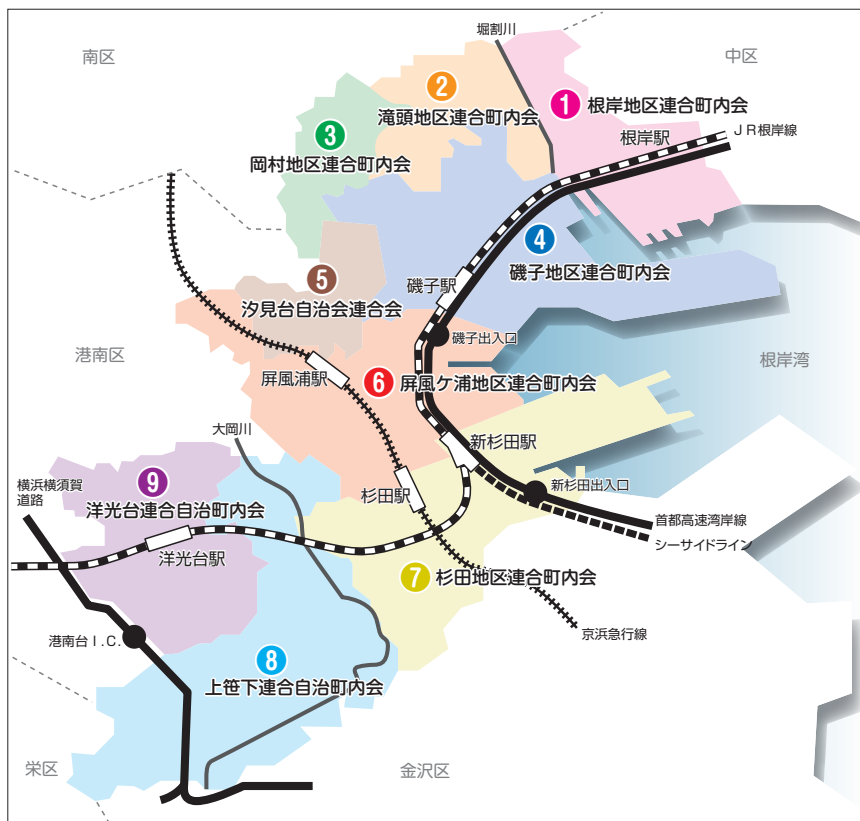 堀割川
南区
中区
2
滝頭地区連合町内会
1
根岸地区連合町内会
根岸駅
JR根岸線
3
岡村地区連合町内会
4
磯子地区連合町内会
磯子駅
5
汐見台自治会連合会
磯子出入口
港南区
根岸湾
屏風浦駅
6
屏風ケ浦地区連合町内会
大岡川
新杉田駅
9
洋光台連合自治町内会
横浜横須賀
道路
杉田駅
新杉田出入口
首都高速湾岸線
シーサイドライン
洋光台駅
7
杉田地区連合町内会
京浜急行線
港南台I.C.
8
上笹下連合自治町内会
栄区
金沢区